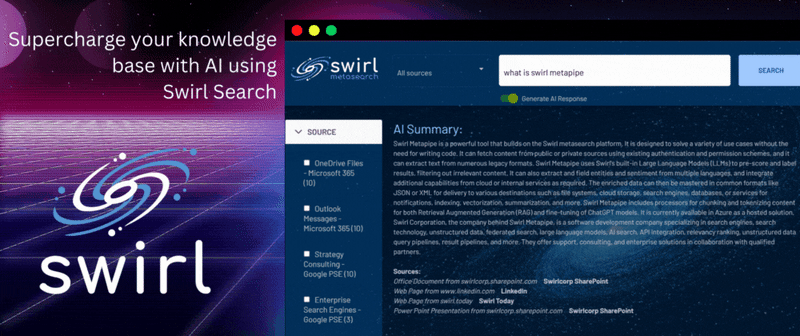 Supercharge your knowledge
base with AI using
Swirl Search
swirl
swirl
metasearch
All sources
what is swirl metapipe
SEARCH
Generate AI Response
SOURCE
OneDrive Files
- Microsoft 365
(10)
Outlook
Messages -
Microsoft 365 (10)
Strategy
Consulting -
Google PSE (10)
Enterprise
Search Engines -
Google PSE (3)
AI Summary:
Swirl Metapipe is a powerful tool that builds on the Swirl metasearch platform. It is designed to solve a variety of use cases without the
need for writing code. It can fetch content from public or private sources using existing authentication and permission schemes, and it
can extract text from numerous legacy formats. Swirl Metapipe uses Swirl's built-in Large Language Models (LLMs) to pre-score and label
results, filtering out irrelevant content. It can also extract and field entities and sentiment from multiple languages, and integrate
additional capabilities from cloud or internal services as required. The enriched data can then be mastered in common formats like
JSON or XML for delivery to various destinations such as file systems, cloud storage, search engines, databases, or services for
notifications, indexing, vectorization, summarization, and more. Swirl Metapipe includes processors for chunking and tokenizing content
for both Retrieval Augmented Generation (RAG) and fine-tuning of ChatGPT models. It is currently available in Azure as a hosted solution.
Swirl Corporation, the company behind Swirl Metapipe, is a software development company specializing in search engines, search
technology, unstructured data, federated search, large language models, AI search, API integration, relevancy ranking, unstructured data
query pipelines, result pipelines, and more. They offer support, consulting, and enterprise solutions in collaboration with qualified
partners.
Sources:
Office Document from swirlcorp.sharepoint.com Swirlcorp SharePoint
Web Page from www.linkedin.com LinkedIn
Web Page from swirl.today Swirl Today
Power Point Presentation from swirlcorp.sharepoint.com Swirlcorp SharePoint